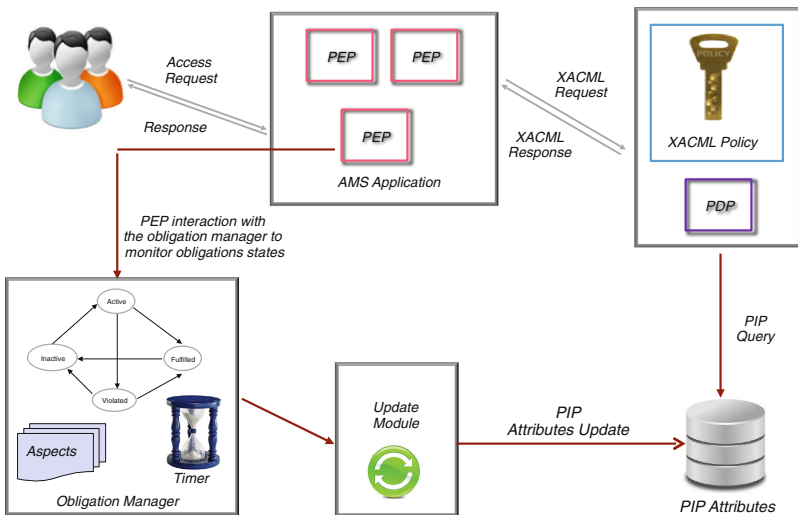 Access
Request
Response
PEP
PEP
PEP
AMS Application
XACML
Request
XACML
Response
POLICY
XACML Policy
PDP
PEP interaction with
the obligation manager to
monitor obligations states
Active
Inactive
Fulfilled
Violated
Aspects
Timer
Obligation Manager
Update
Module
PIP
Attributes Update
PIP
Query
PIP Attributes